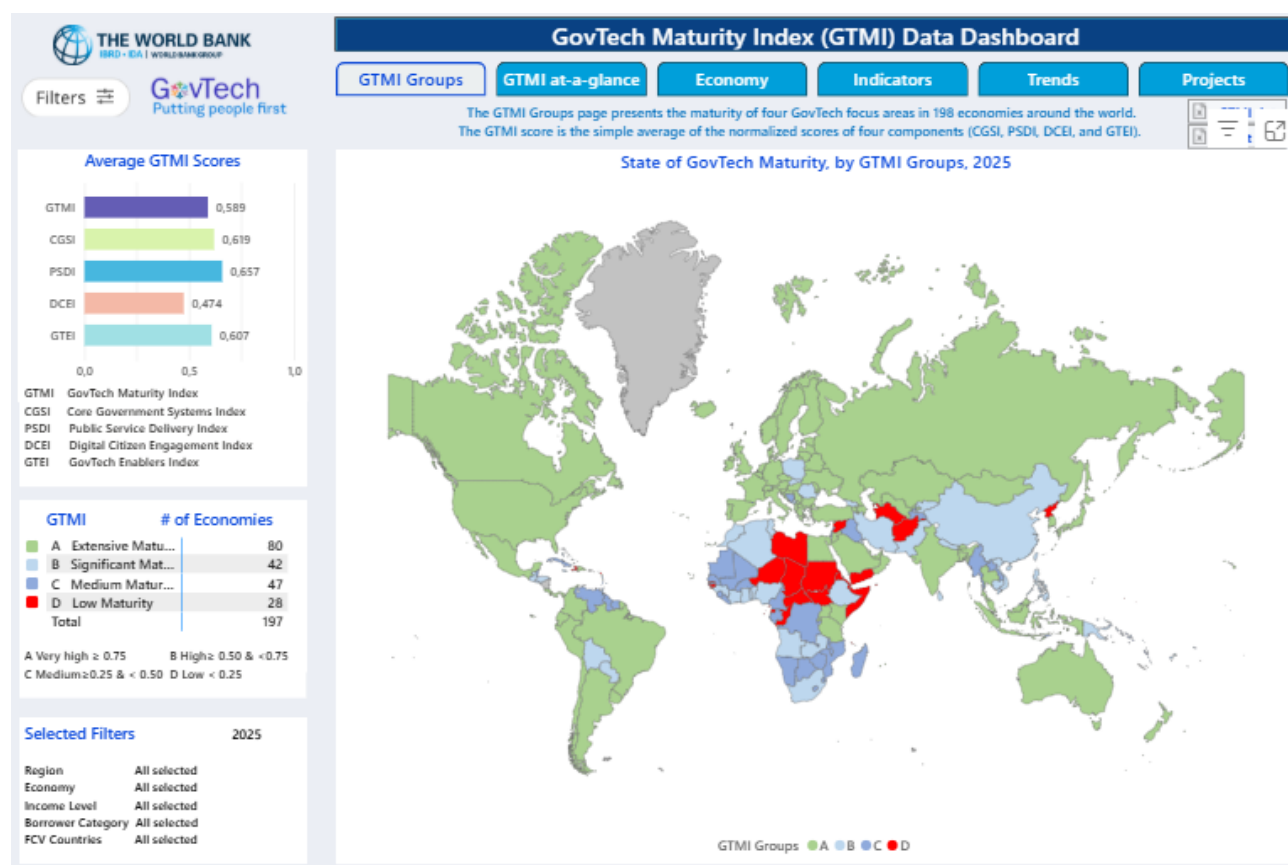 THE WORLD BANK
IBRD • IDA | WORLD BANK GROUP
GovTech Maturity Index (GTMI) Data Dashboard
Filters
GovTech
Putting people first
GTMI Groups
GTMI at-a-glance
Economy
Indicators
Trends
Projects
The GTMI Groups page presents the maturity of four GovTech focus areas in 198 economies around the world.
The GTMI score is the simple average of the normalized scores of four components (CGSI, PSDI, DCEI, and GTEI).
Average GTMI Scores
GTMI 0,589
CGSI 0,619
PSDI 0,657
DCEI 0,474
GTEI 0,607
0,0 0,5 1,0
GTMI GovTech Maturity Index
CGSI Core Government Systems Index
PSDI Public Service Delivery Index
DCEI Digital Citizen Engagement Index
GTEI GovTech Enablers Index
GTMI # of Economies
A Extensive Matu... 80
B Significant Mat... 42
C Medium Matur... 47
D Low Maturity 28
Total 197
A Very high ≥ 0.75 B High≥ 0.50 & <0.75
C Medium≥0.25 & < 0.50 D Low < 0.25
Selected Filters 2025
Region All selected
Economy All selected
Income Level All selected
Borrower Category All selected
FCV Countries All selected
State of GovTech Maturity, by GTMI Groups, 2025
GTMI Groups A B C D